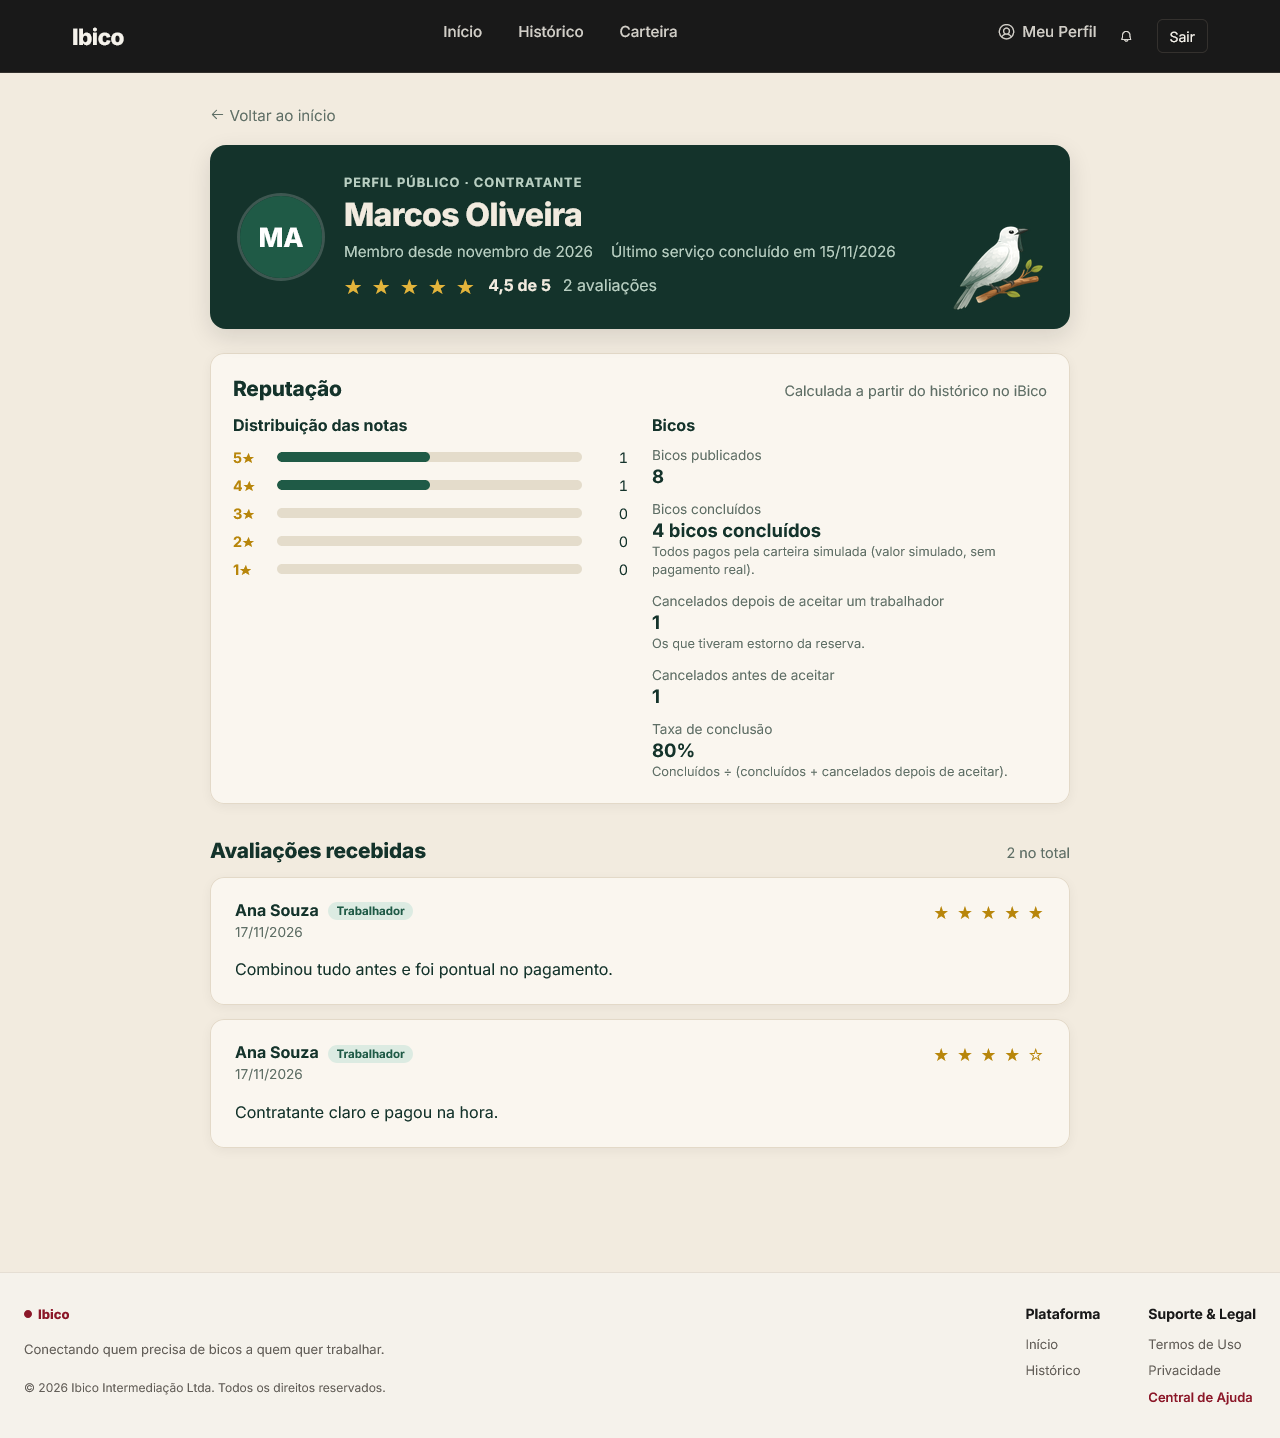 Ibico
Início
Histórico
Carteira
Meu Perfil
Sair
← Voltar ao início
MA
PERFIL PÚBLICO · CONTRATANTE
Marcos Oliveira
Membro desde novembro de 2026 Último serviço concluído em 15/11/2026
★ ★ ★ ★ ★ 4,5 de 5 2 avaliações
Reputação
Calculada a partir do histórico no iBico
Distribuição das notas
5★ 1
4★ 1
3★ 0
2★ 0
1★ 0
Bicos
Bicos publicados
8
Bicos concluídos
4 bicos concluídos
Todos pagos pela carteira simulada (valor simulado, sem
pagamento real).
Cancelados depois de aceitar um trabalhador
1
Os que tiveram estorno da reserva.
Cancelados antes de aceitar
1
Taxa de conclusão
80%
Concluídos ÷ (concluídos + cancelados depois de aceitar).
Avaliações recebidas
2 no total
Ana Souza Trabalhador ★ ★ ★ ★ ★
17/11/2026
Combinou tudo antes e foi pontual no pagamento.
Ana Souza Trabalhador ★ ★ ★ ★ ☆
17/11/2026
Contratante claro e pagou na hora.
Ibico
Conectando quem precisa de bicos a quem quer trabalhar.
© 2026 Ibico Intermediação Ltda. Todos os direitos reservados.
Plataforma
Início
Histórico
Suporte & Legal
Termos de Uso
Privacidade
Central de Ajuda